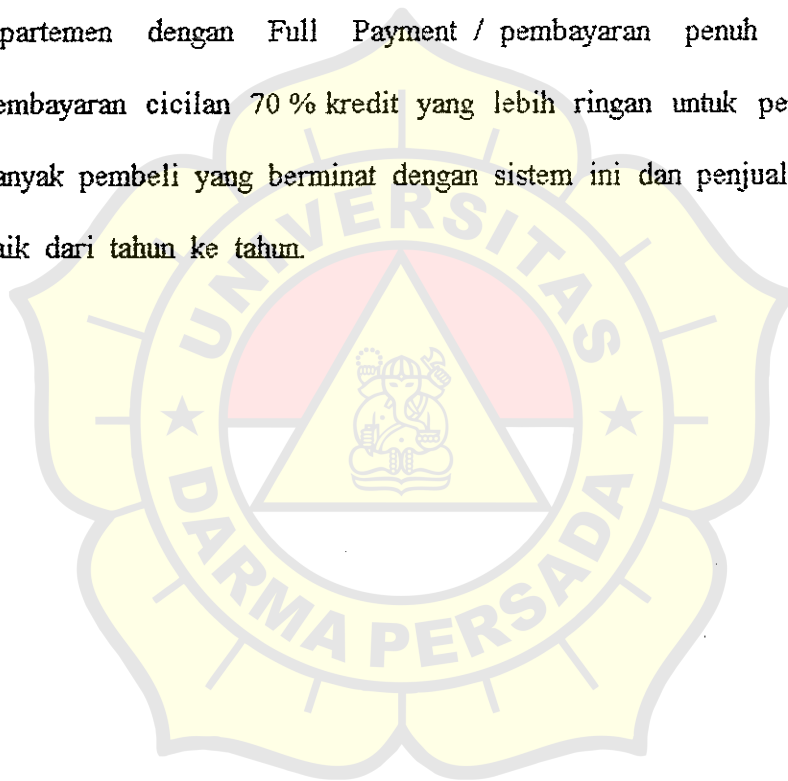 partemen dengan Full Payment / pembayaran penuh
embayaran cicilan 70 % kredit yang lebih ringan untuk pe
anyak pembeli yang berminat dengan sistem ini dan penjual
aik dari tahun ke tahun.
UNIVERSITAS
DARMA PERSADA